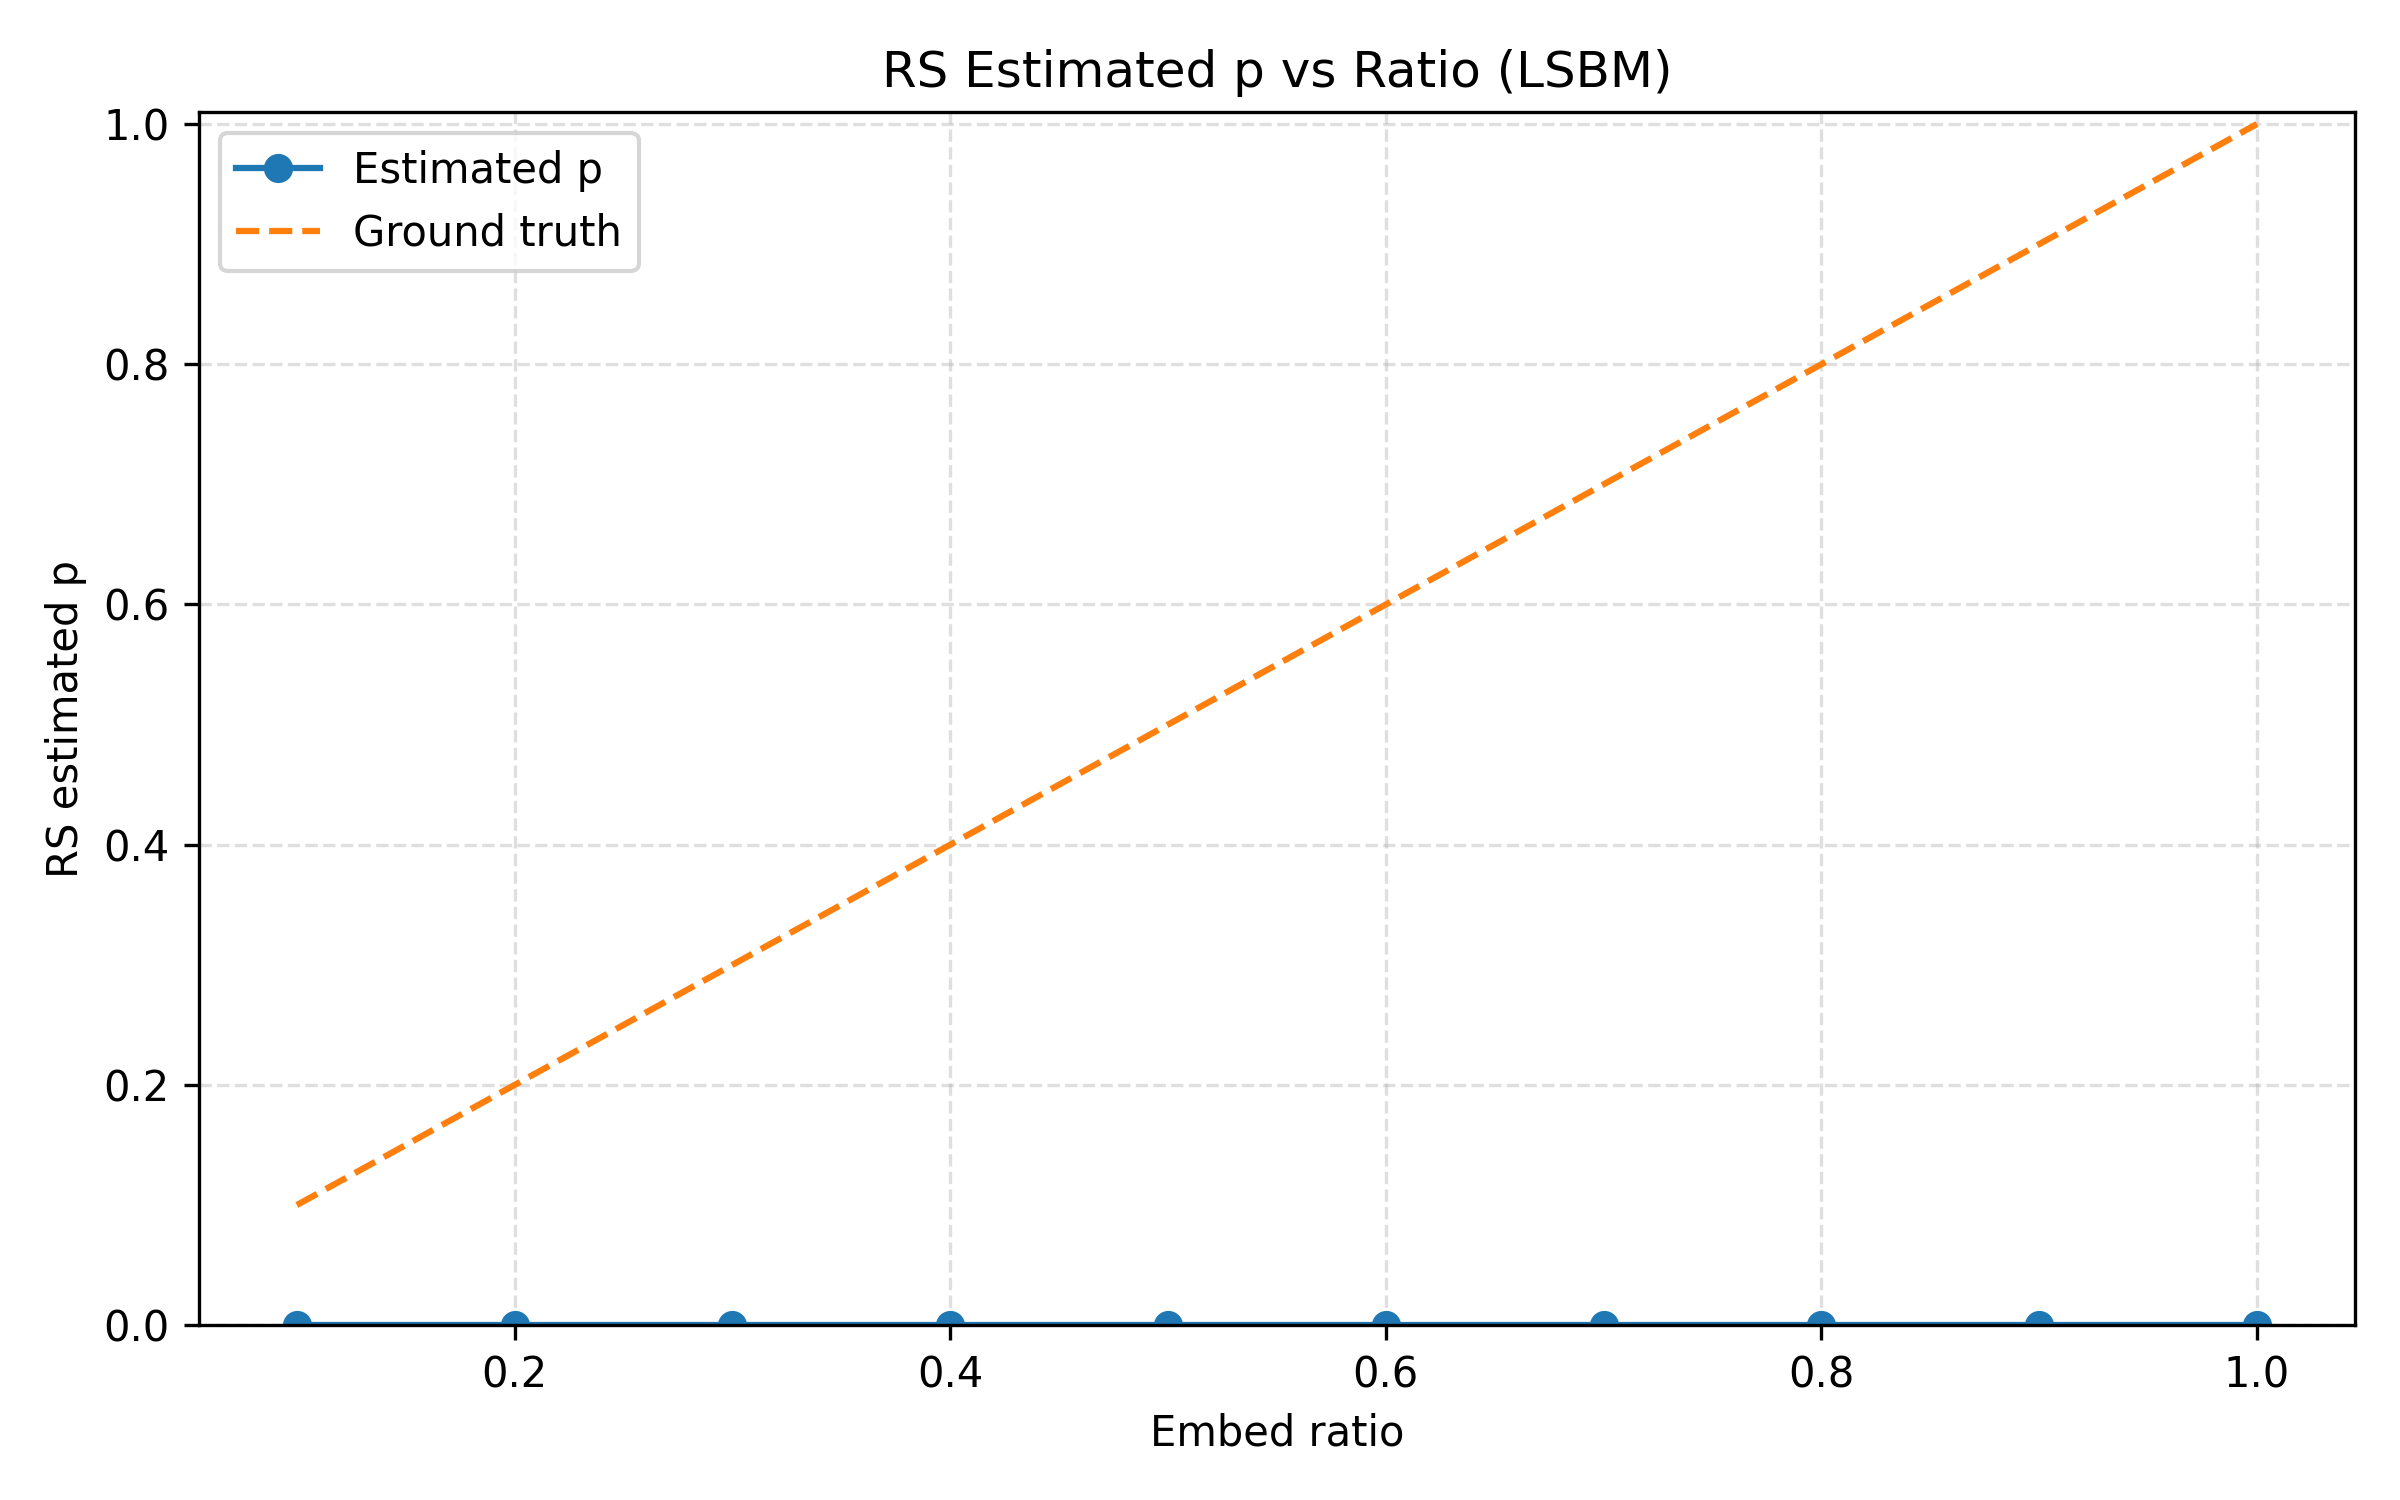 RS Estimated p vs Ratio (LSBM)
Estimated p
Ground truth
RS estimated p
1.0
0.8
0.6
0.4
0.2
0.0
0.2 0.4 0.6 0.8 1.0
Embed ratio